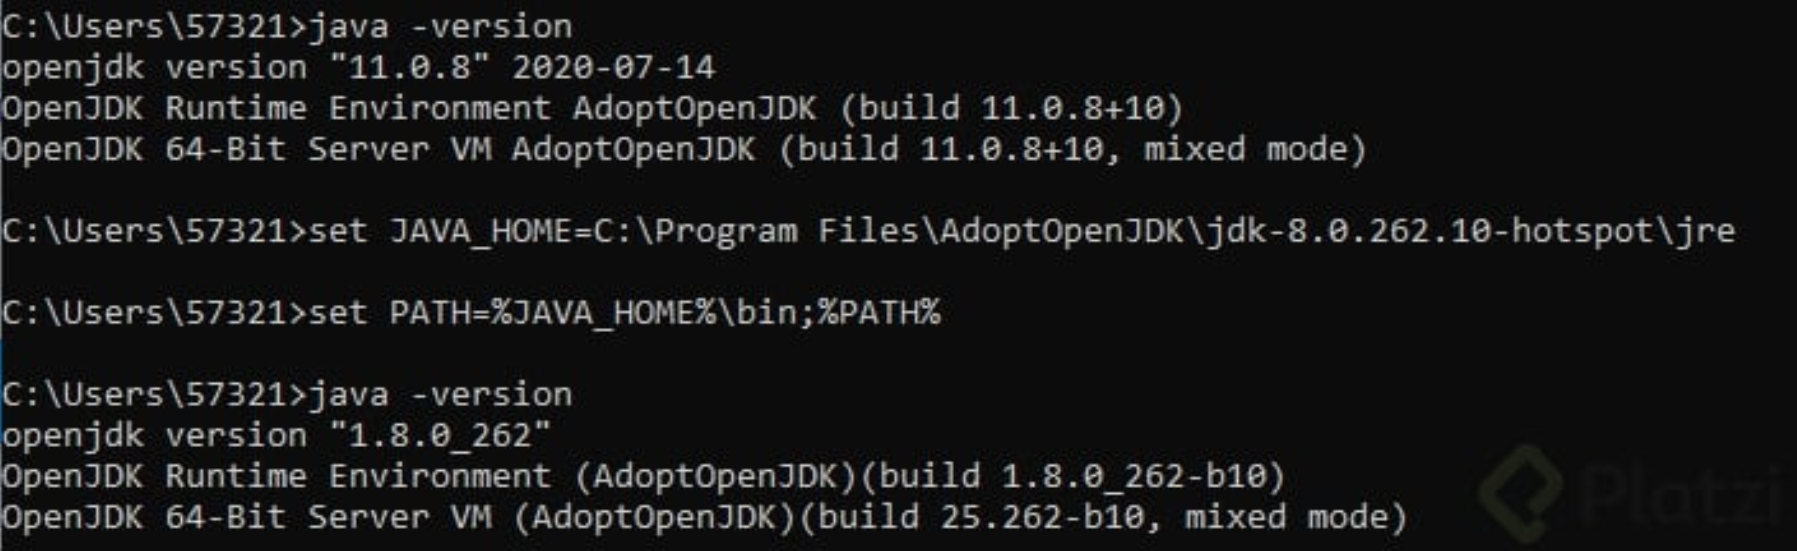 C:\Users\57321>java -version
openjdk version "11.0.8" 2020-07-14
OpenJDK Runtime Environment AdoptOpenJDK (build 11.0.8+10)
OpenJDK 64-Bit Server VM AdoptOpenJDK (build 11.0.8+10, mixed mode)
C:\Users\57321>set JAVA_HOME=C:\Program Files\AdoptOpenJDK\jdk-8.0.262.10-hotspot\jre
C:\Users\57321>set PATH=%JAVA_HOME%\bin;%PATH%
C:\Users\57321>java -version
openjdk version "1.8.0_262"
OpenJDK Runtime Environment (AdoptOpenJDK)(build 1.8.0_262-b10)
OpenJDK 64-Bit Server VM (AdoptOpenJDK)(build 25.262-b10, mixed mode)
Platzi